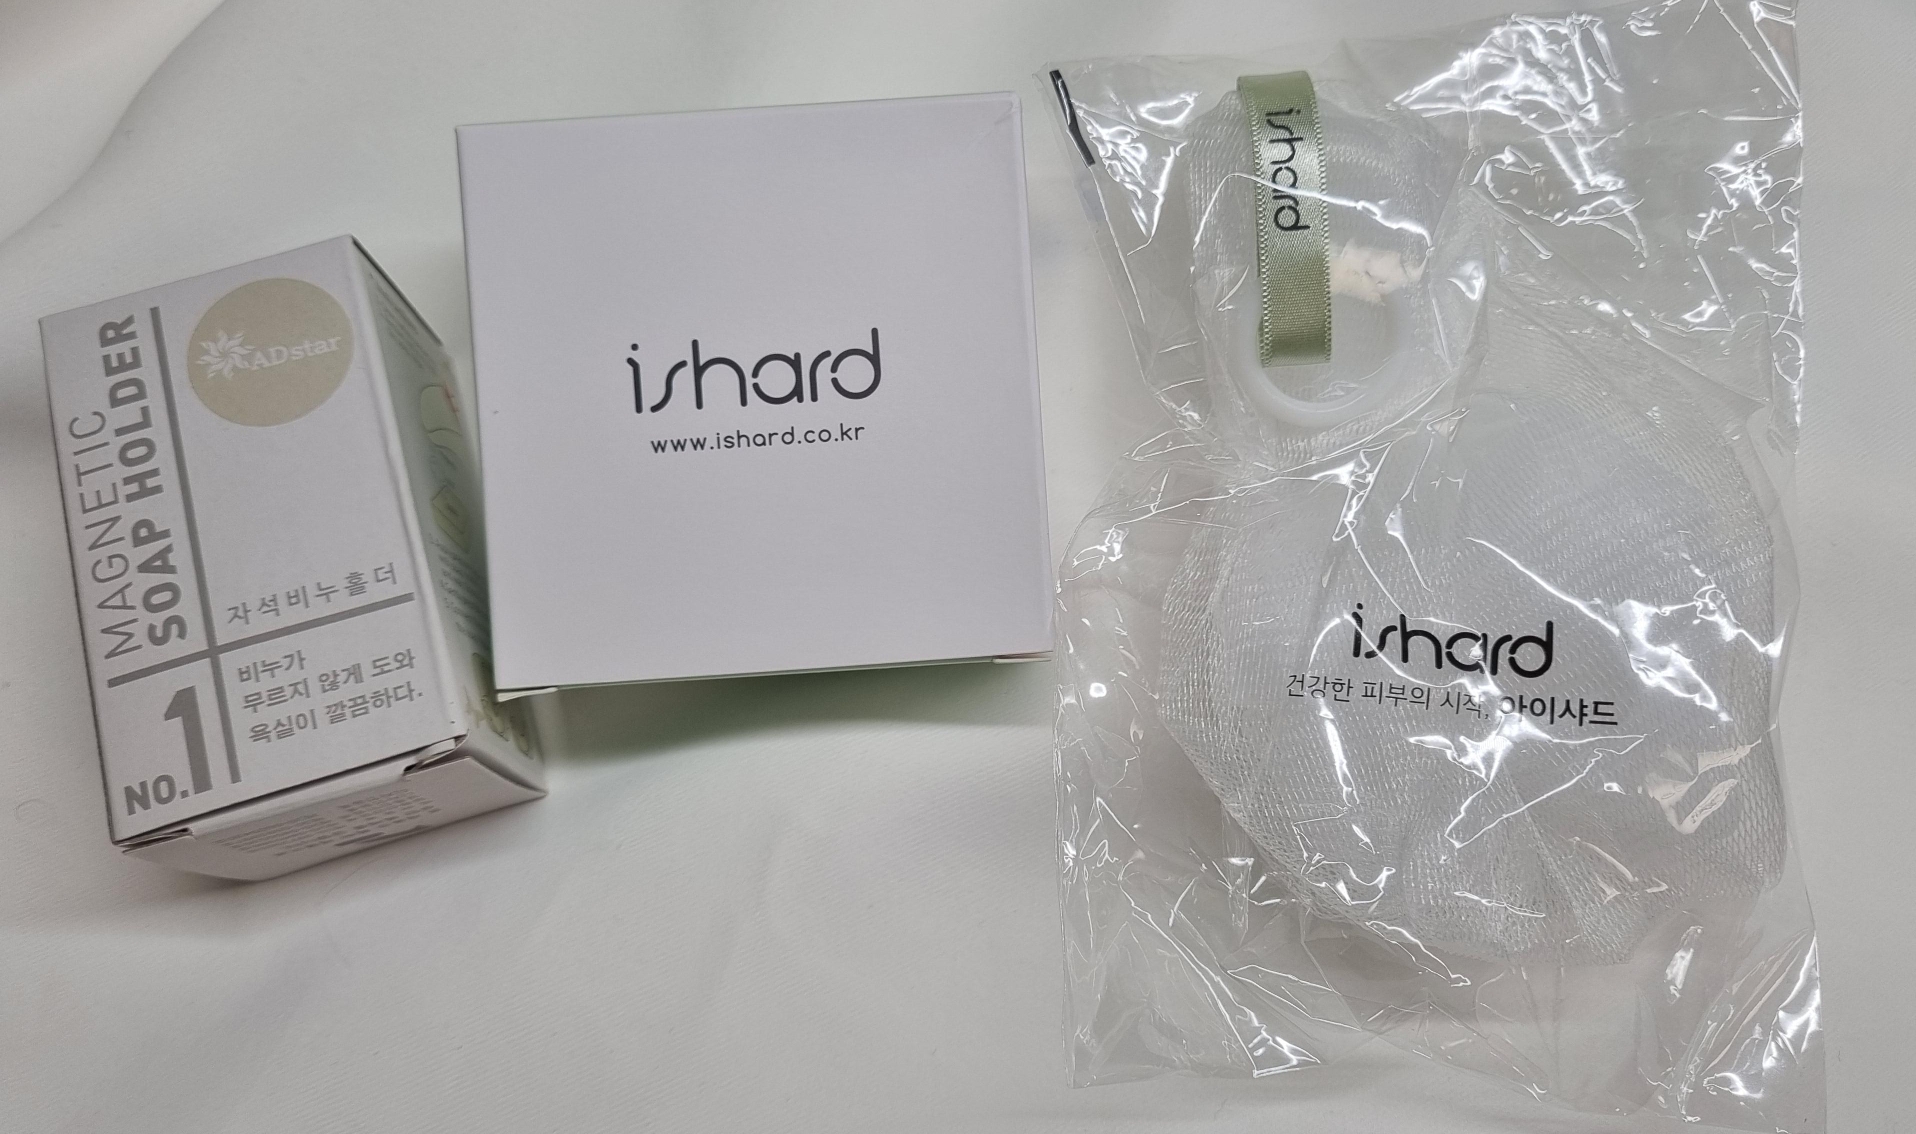 MAGNETIC
SOAP HOLDER
ADstar
자석비누홀더
NO.1
비누가
무르지 않게 도와
욕실이 깔끔하다.
ishard
www.ishard.co.kr
ishard
ishard
건강한 피부의 시작, 아이샤드